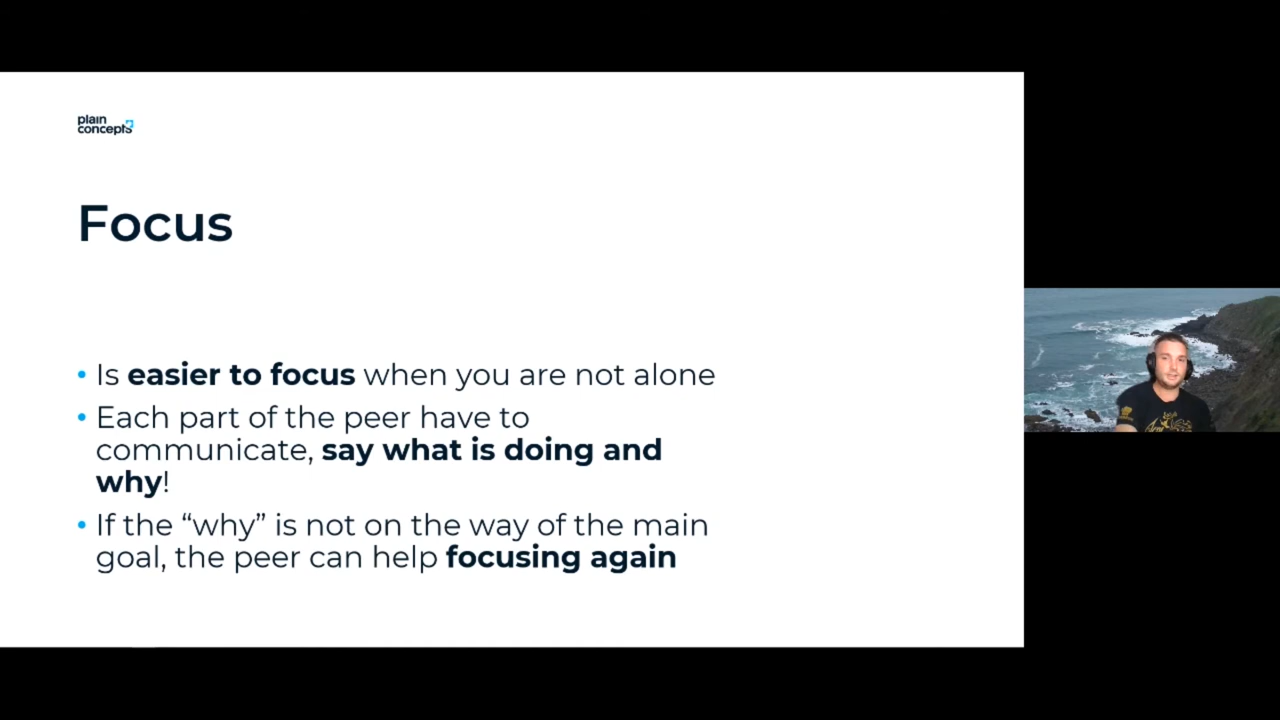 plain
concepts
Focus
• Is easier to focus when you are not alone
• Each part of the peer have to
communicate, say what is doing and
why!
• If the “why” is not on the way of the main
goal, the peer can help focusing again